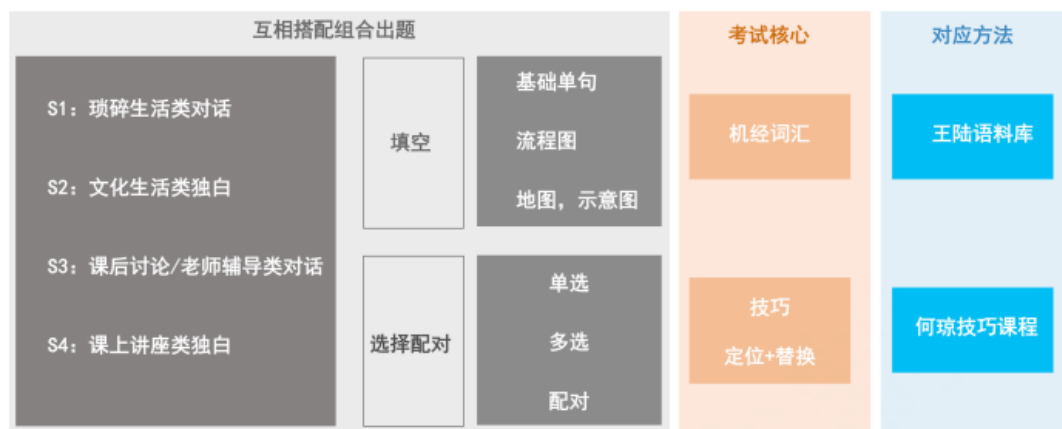 互相搭配组合出题
考试核心
对应方法
S1：琐碎生活类对话
S2：文化生活类独白
S3：课后讨论/老师辅导类对话
S4：课上讲座类独白
填空
基础单句
流程图
地图，示意图
机经词汇
王陆语料库
选择配对
单选
多选
配对
技巧
定位+替换
何琼技巧课程